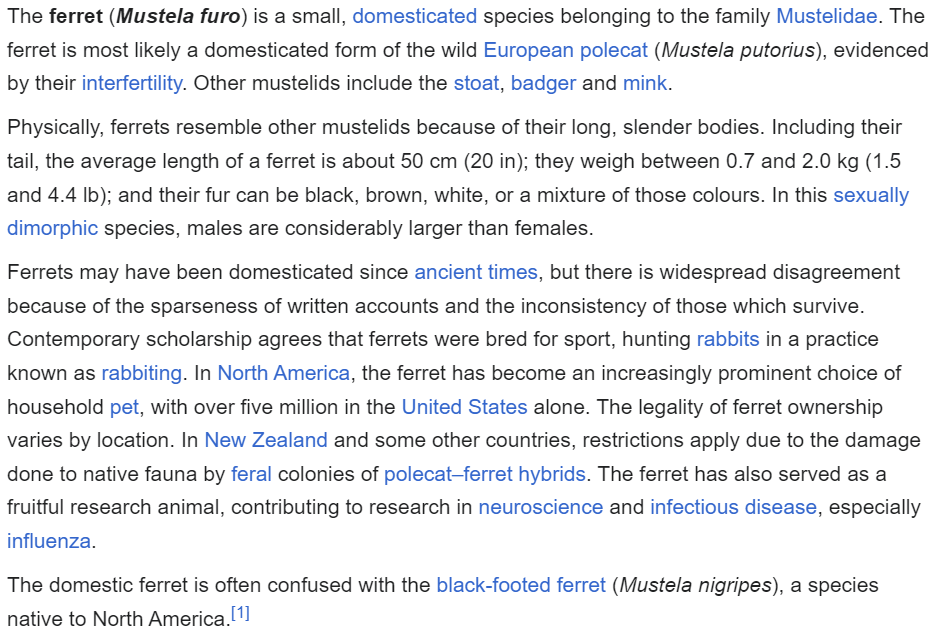 The ferret (Mustela furo) is a small, domesticated species belonging to the family Mustelidae. The
ferret is most likely a domesticated form of the wild European polecat (Mustela putorius), evidenced
by their interfertility. Other mustelids include the stoat, badger and mink.
Physically, ferrets resemble other mustelids because of their long, slender bodies. Including their
tail, the average length of a ferret is about 50 cm (20 in); they weigh between 0.7 and 2.0 kg (1.5
and 4.4 lb); and their fur can be black, brown, white, or a mixture of those colours. In this sexually
dimorphic species, males are considerably larger than females.
Ferrets may have been domesticated since ancient times, but there is widespread disagreement
because of the sparseness of written accounts and the inconsistency of those which survive.
Contemporary scholarship agrees that ferrets were bred for sport, hunting rabbits in a practice
known as rabbiting. In North America, the ferret has become an increasingly prominent choice of
household pet, with over five million in the United States alone. The legality of ferret ownership
varies by location. In New Zealand and some other countries, restrictions apply due to the damage
done to native fauna by feral colonies of polecat–ferret hybrids. The ferret has also served as a
fruitful research animal, contributing to research in neuroscience and infectious disease, especially
influenza.
The domestic ferret is often confused with the black-footed ferret (Mustela nigripes), a species
native to North America.[1]